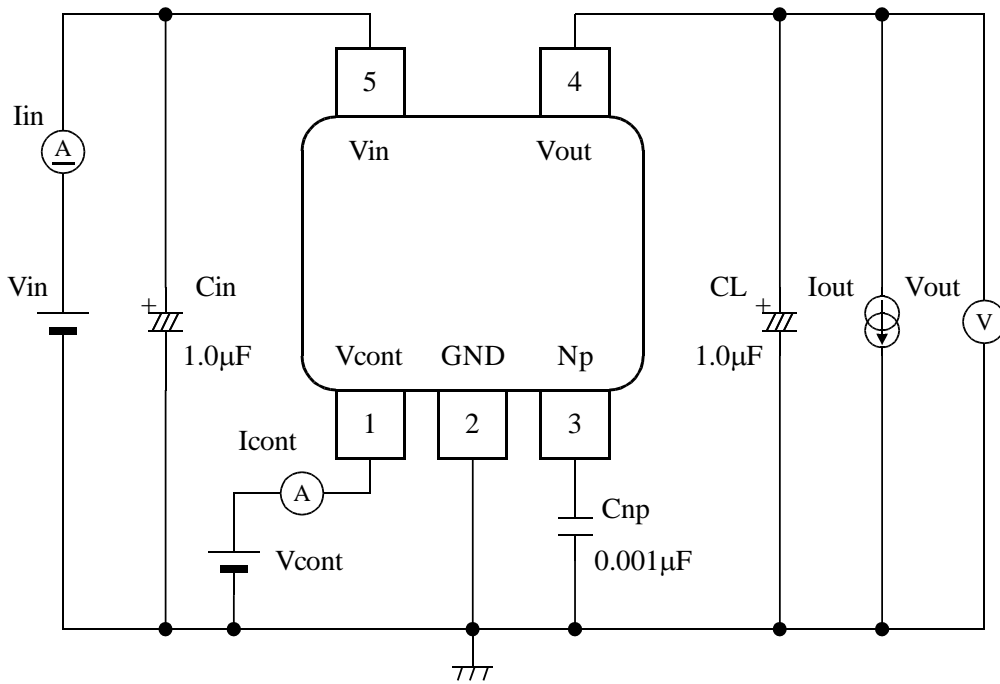 5
4
Iin
A
Vin
Vout
Vin
+
Cin
1.0μF
CL
+
1.0μF
Iout
Vout
V
Vcont
GND
Np
1
2
3
Icont
A
Vcont
Cnp
0.001μF